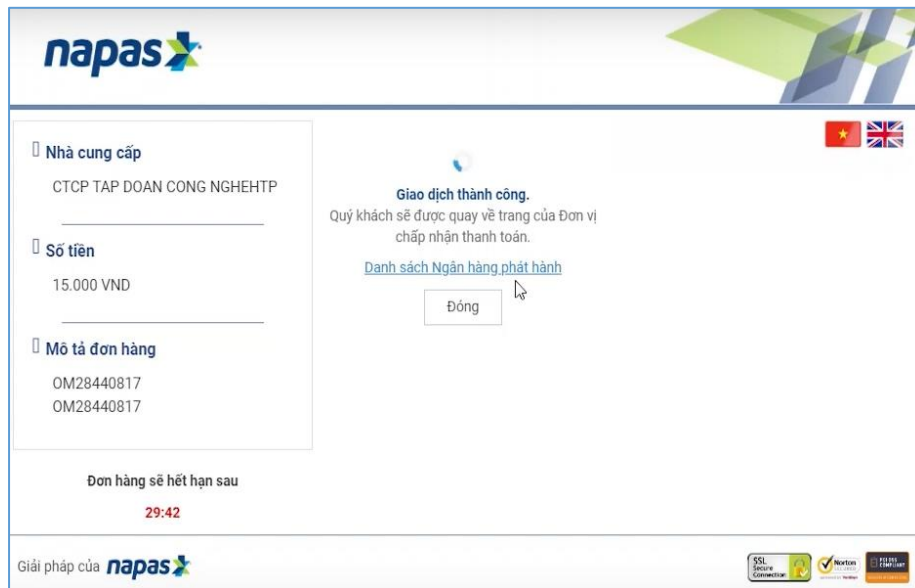 napas
Nhà cung cấp
CTCP TAP DOAN CONG NGHEHTP
Số tiền
15.000 VND
Mô tả đơn hàng
OM28440817
OM28440817
Đơn hàng sẽ hết hạn sau
29:42
Giao dịch thành công.
Quý khách sẽ được quay về trang của Đơn vị
chấp nhận thanh toán.
Danh sách Ngân hàng phát hành
Đóng
Giải pháp của napas
SSL
Secure
Connection
Norton
PCI DSS
COMPLIANT